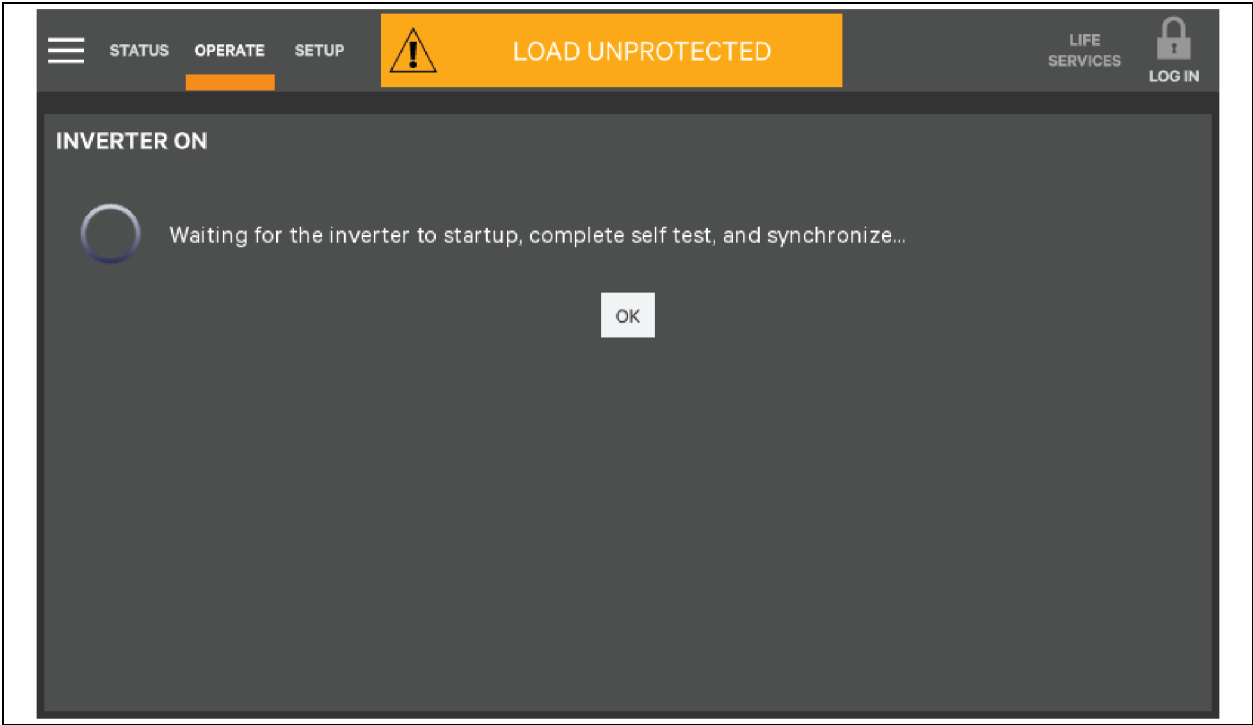 STATUS OPERATE SETUP LOAD UNPROTECTED LIFE SERVICES LOG IN
INVERTER ON
Waiting for the inverter to startup, complete self test, and synchronize...
OK